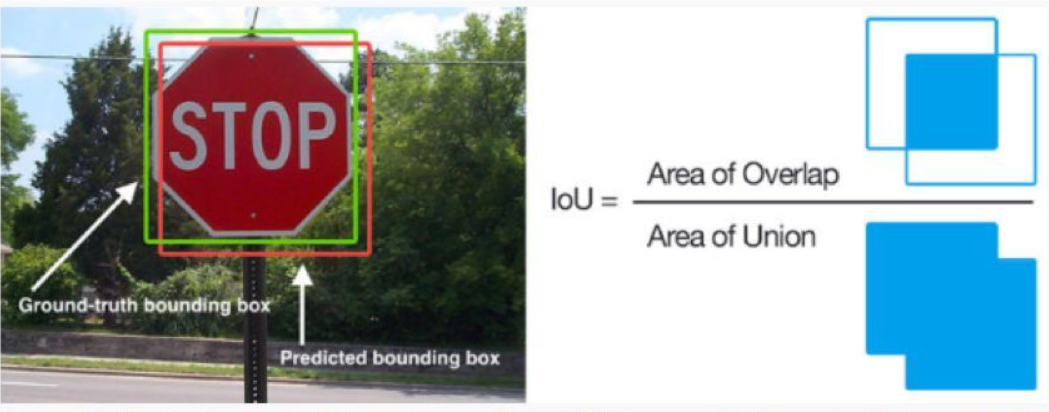 STOP
Ground-truth bounding box
Predicted bounding box
IoU =
Area of Overlap
Area of Union